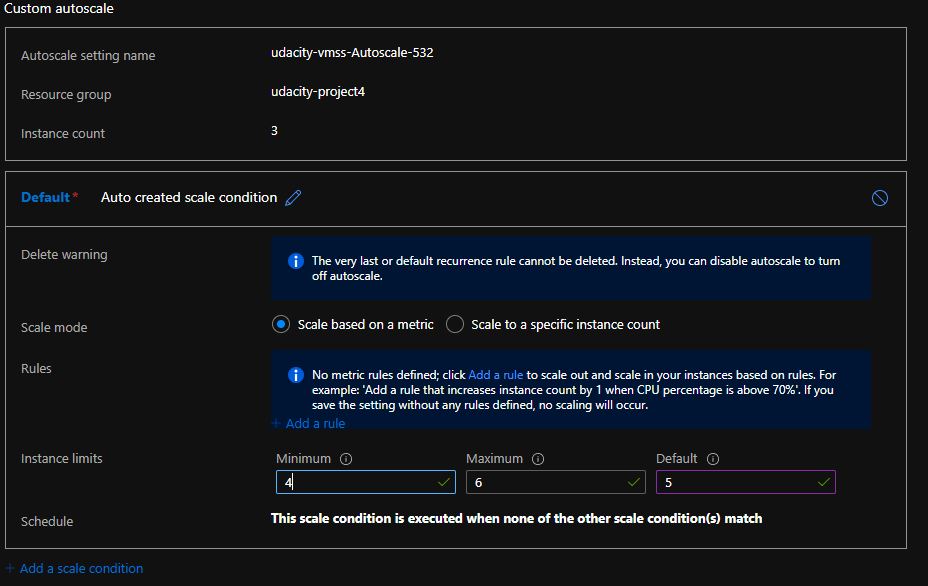 Custom autoscale
Autoscale setting name
udacity-vmss-Autoscale-532
Resource group
udacity-project4
Instance count
3
Default *
Auto created scale condition
Delete warning
The very last or default recurrence rule cannot be deleted. Instead, you can disable autoscale to turn
off autoscale.
Scale mode
Scale based on a metric
Scale to a specific instance count
Rules
No metric rules defined; click Add a rule to scale out and scale in your instances based on rules. For
example: 'Add a rule that increases instance count by 1 when CPU percentage is above 70%'. If you
save the setting without any rules defined, no scaling will occur.
+ Add a rule
Instance limits
Minimum
Maximum
Default
4
6
5
Schedule
This scale condition is executed when none of the other scale condition(s) match
+ Add a scale condition